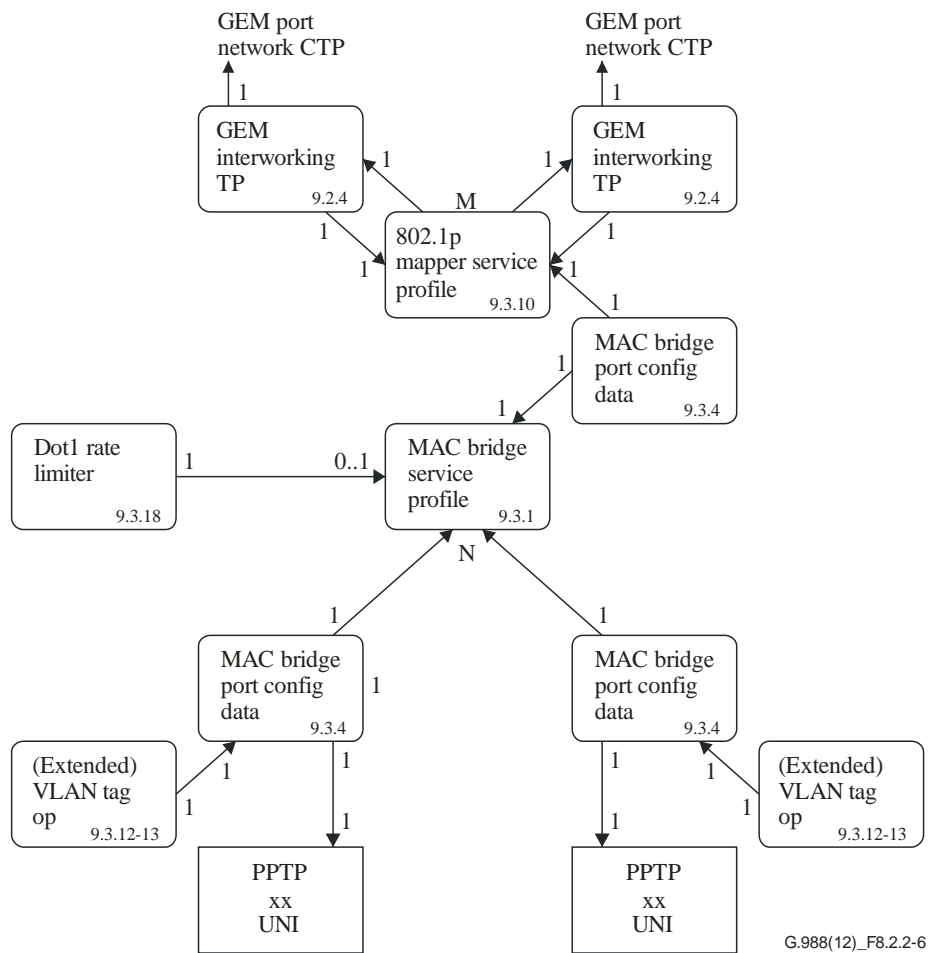 GEM port
network CTP
GEM port
network CTP
1
1
GEM
interworking
TP
9.2.4
GEM
interworking
TP
9.2.4
1
1
M
1
1
1
1
1
802.1p
mapper service
profile
9.3.10
1
MAC bridge
port config
data
9.3.4
1
1
Dot1 rate
limiter
9.3.18
1
0..1
MAC bridge
service
profile
9.3.1
N
1
1
MAC bridge
port config
data
9.3.4
1
MAC bridge
port config
data
9.3.4
(Extended)
VLAN tag
op
9.3.12-13
1
1
1
1
1
1
(Extended)
VLAN tag
op
9.3.12-13
1
1
PPTP
xx
UNI
PPTP
xx
UNI
G.988(12)_F8.2.2-6